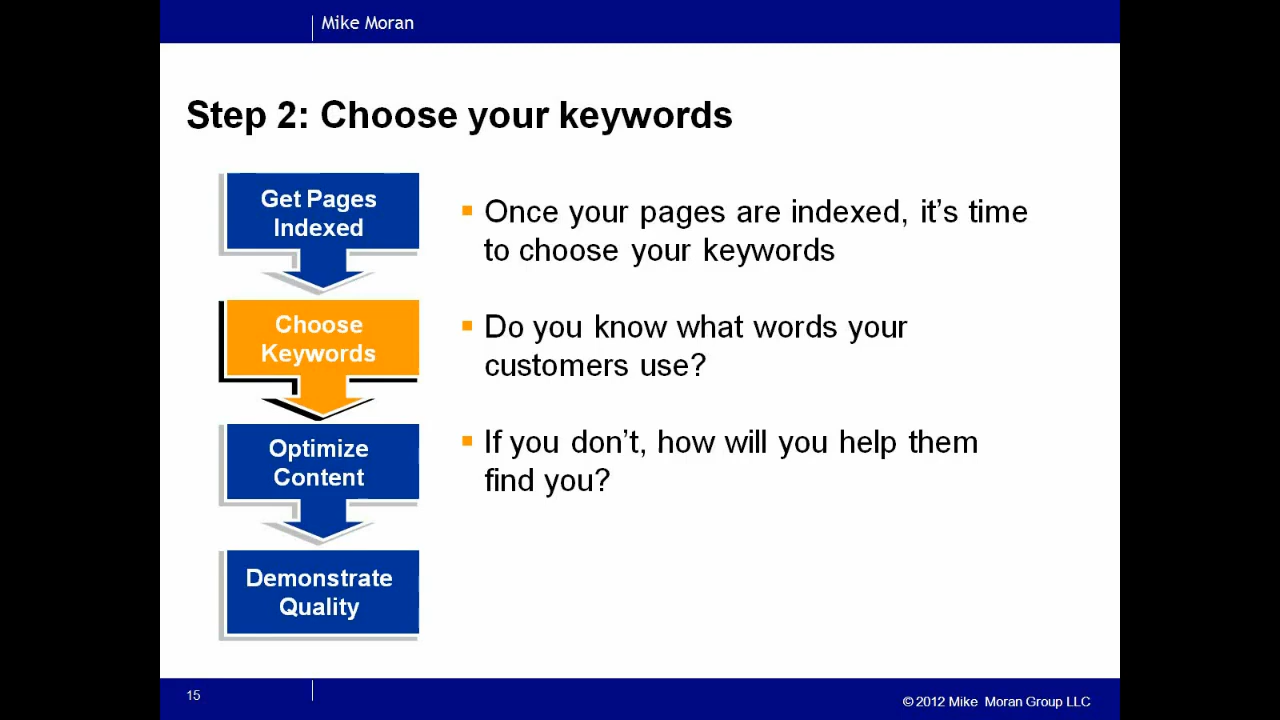 Mike Moran
Step 2: Choose your keywords
Get Pages
Indexed
Choose
Keywords
Optimize
Content
Demonstrate
Quality
▪ Once your pages are indexed, it’s time
to choose your keywords
▪ Do you know what words your
customers use?
▪ If you don’t, how will you help them
find you?
15
© 2012 Mike Moran Group LLC